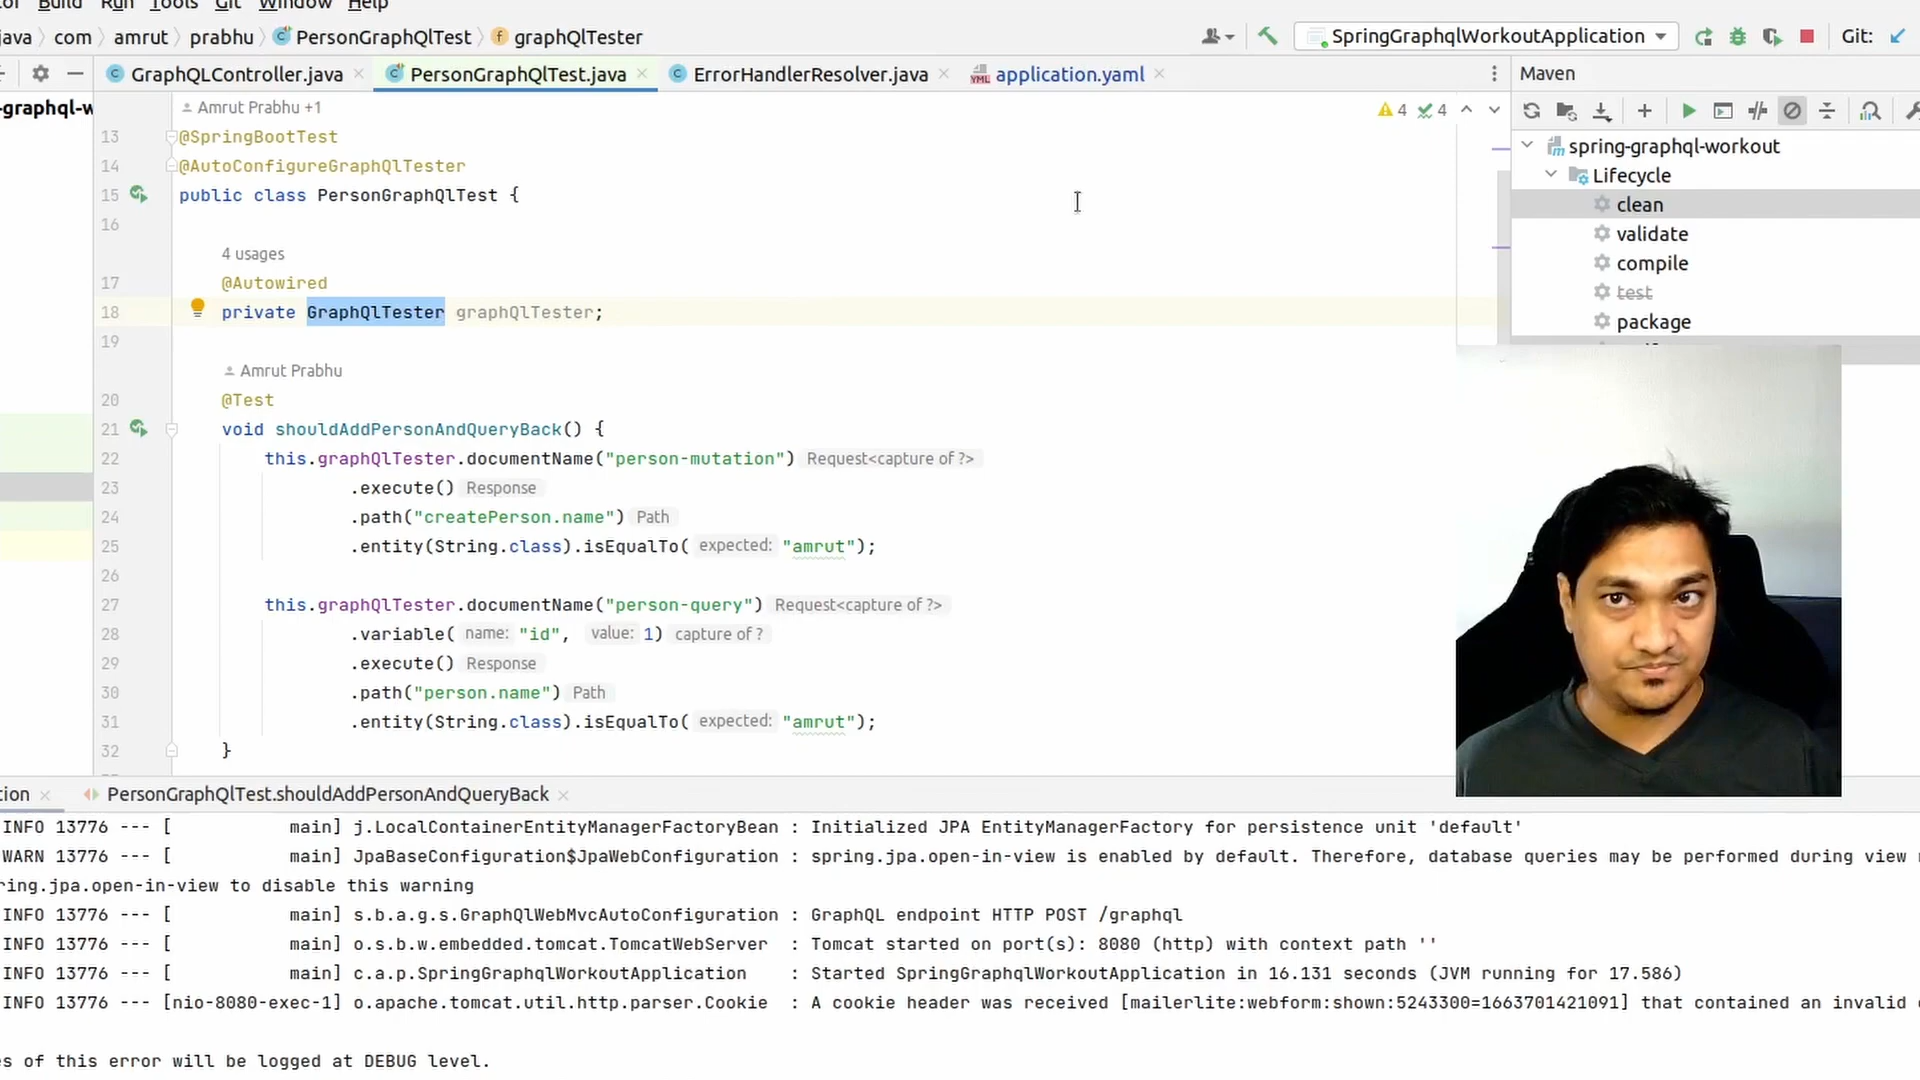 Build Run Tools Git Window Help
java com amrut prabhu PersonGraphQlTest graphQlTester
SpringGraphqlWorkoutApplication Git:
GraphQLController.java PersonGraphQlTest.java ErrorHandlerResolver.java application.yaml
Maven
-graphql-w
Amrut Prabhu +1
4 4
13 @SpringBootTest
14 @AutoConfigureGraphQlTester
15 public class PersonGraphQlTest {
16
4 usages
17 @Autowired
18 private GraphQlTester graphQlTester;
19
Amrut Prabhu
20 @Test
21 void shouldAddPersonAndQueryBack() {
22 this.graphQlTester.documentName("person-mutation") Request<capture of ?>
23 .execute() Response
24 .path("createPerson.name") Path
25 .entity(String.class).isEqualTo( expected: "amrut");
26
27 this.graphQlTester.documentName("person-query") Request<capture of ?>
28 .variable( name: "id", value: 1) capture of ?
29 .execute() Response
30 .path("person.name") Path
31 .entity(String.class).isEqualTo( expected: "amrut");
32 }
spring-graphql-workout
Lifecycle
clean
validate
compile
test
package
tion PersonGraphQlTest.shouldAddPersonAndQueryBack
INFO 13776 --- [ main] j.LocalContainerEntityManagerFactoryBean : Initialized JPA EntityManagerFactory for persistence unit 'default'
WARN 13776 --- [ main] JpaBaseConfiguration$JpaWebConfiguration : spring.jpa.open-in-view is enabled by default. Therefore, database queries may be performed during view
ring.jpa.open-in-view to disable this warning
INFO 13776 --- [ main] s.b.a.g.s.GraphQlWebMvcAutoConfiguration : GraphQL endpoint HTTP POST /graphql
INFO 13776 --- [ main] o.s.b.w.embedded.tomcat.TomcatWebServer : Tomcat started on port(s): 8080 (http) with context path ''
INFO 13776 --- [ main] c.a.p.SpringGraphqlWorkoutApplication : Started SpringGraphqlWorkoutApplication in 16.131 seconds (JVM running for 17.586)
INFO 13776 --- [nio-8080-exec-1] o.apache.tomcat.util.http.parser.Cookie : A cookie header was received [mailerlite:webform:shown:5243300=1663701421091] that contained an invalid
es of this error will be logged at DEBUG level.